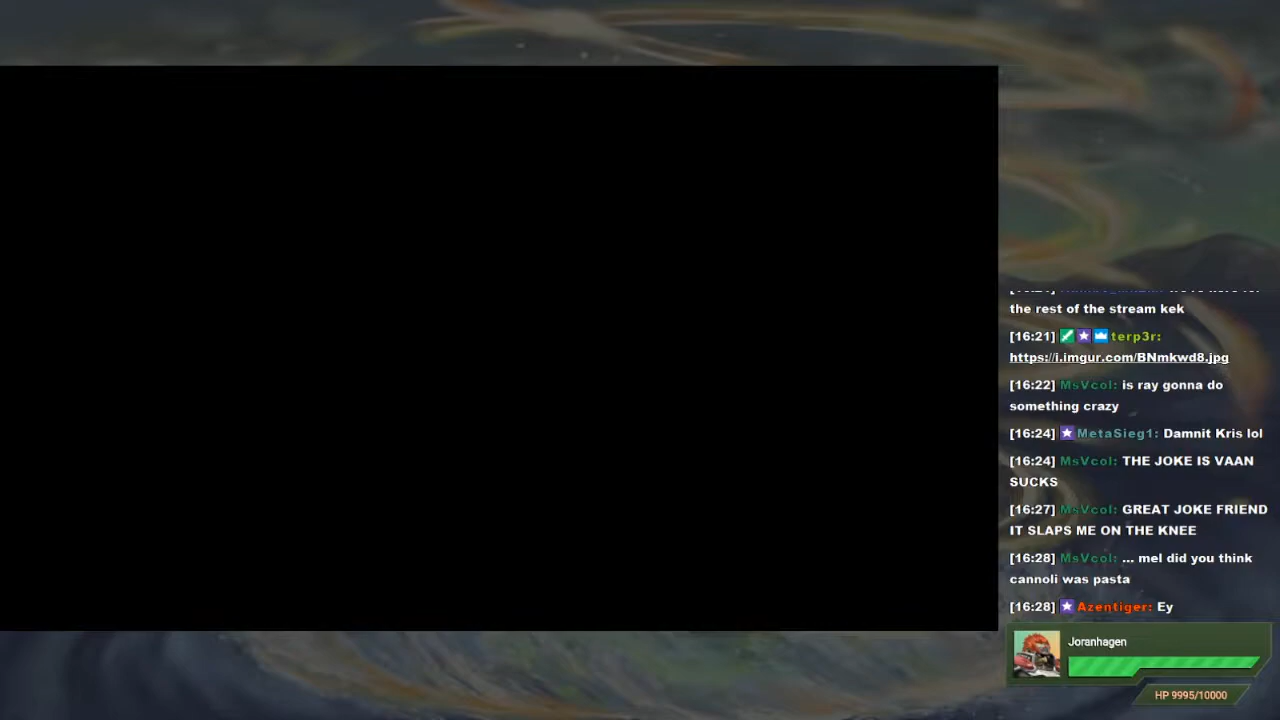 the rest of the stream kek
[16:21] terp3r:
https://i.imgur.com/BNmkwd8.jpg
[16:22] MsVcol: is ray gonna do
something crazy
[16:24] MetaSieg1: Damnit Kris lol
[16:24] MsVcol: THE JOKE IS VAAN
SUCKS
[16:27] MsVcol: GREAT JOKE FRIEND
IT SLAPS ME ON THE KNEE
[16:28] MsVcol: ... mel did you think
cannoli was pasta
[16:28] Azentiger: Ey
Joranhagen
HP 9995/10000